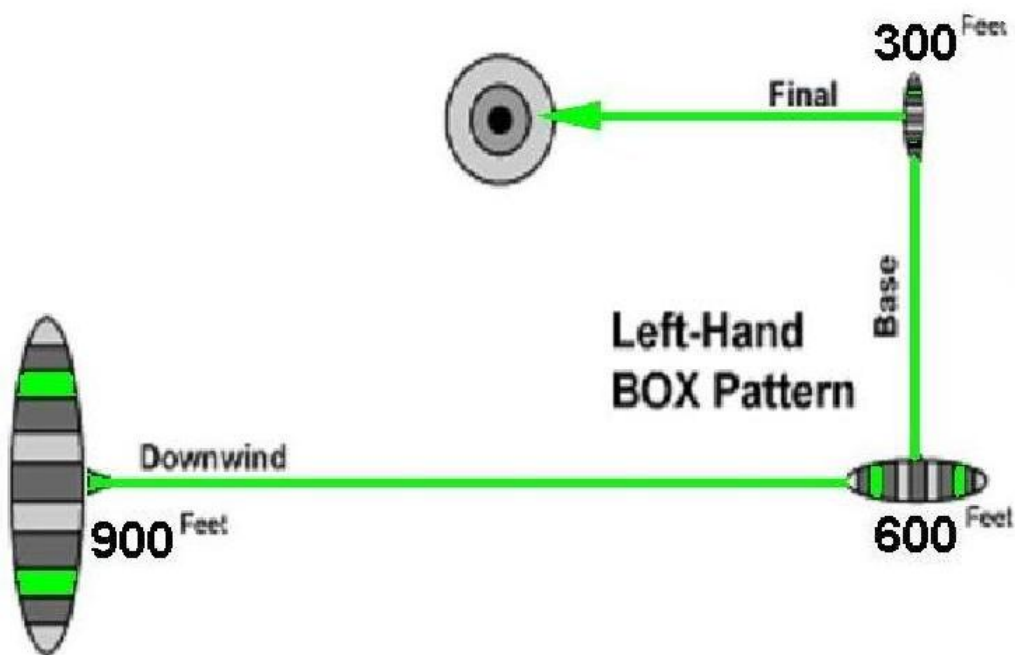 300 Feet
Final
Base
Left-Hand
BOX Pattern
Downwind
900 Feet
600 Feet